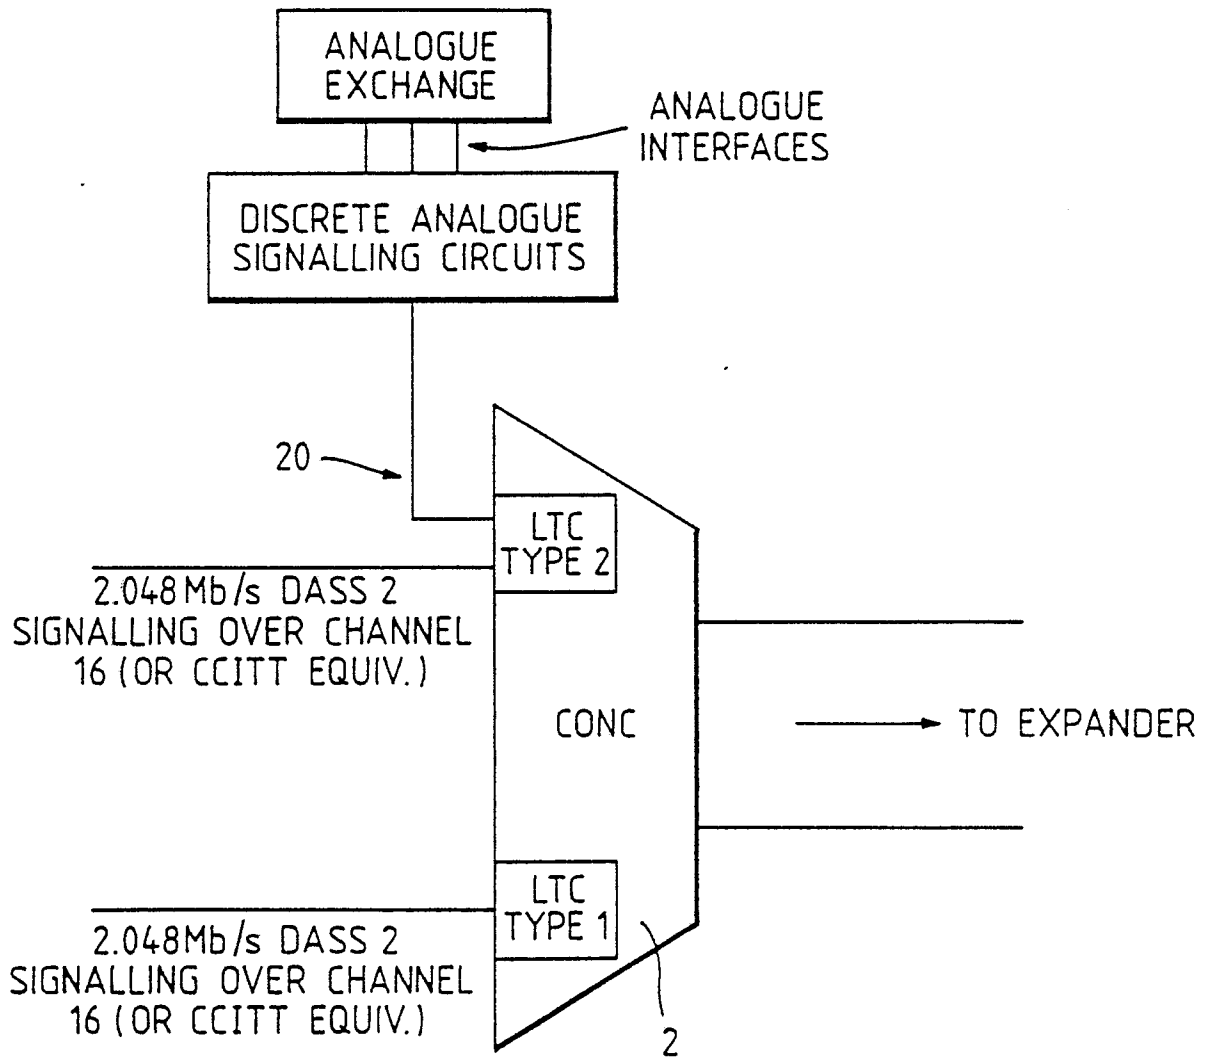 ANALOGUE
EXCHANGE
ANALOGUE
INTERFACES
DISCRETE ANALOGUE
SIGNALLING CIRCUITS
20
LTC
TYPE 2
2.048Mb/s DASS 2
SIGNALLING OVER CHANNEL
16 (OR CCITT EQUIV.)
CONC
TO EXPANDER
LTC
TYPE 1
2.048Mb/s DASS 2
SIGNALLING OVER CHANNEL
16 (OR CCITT EQUIV.)
2